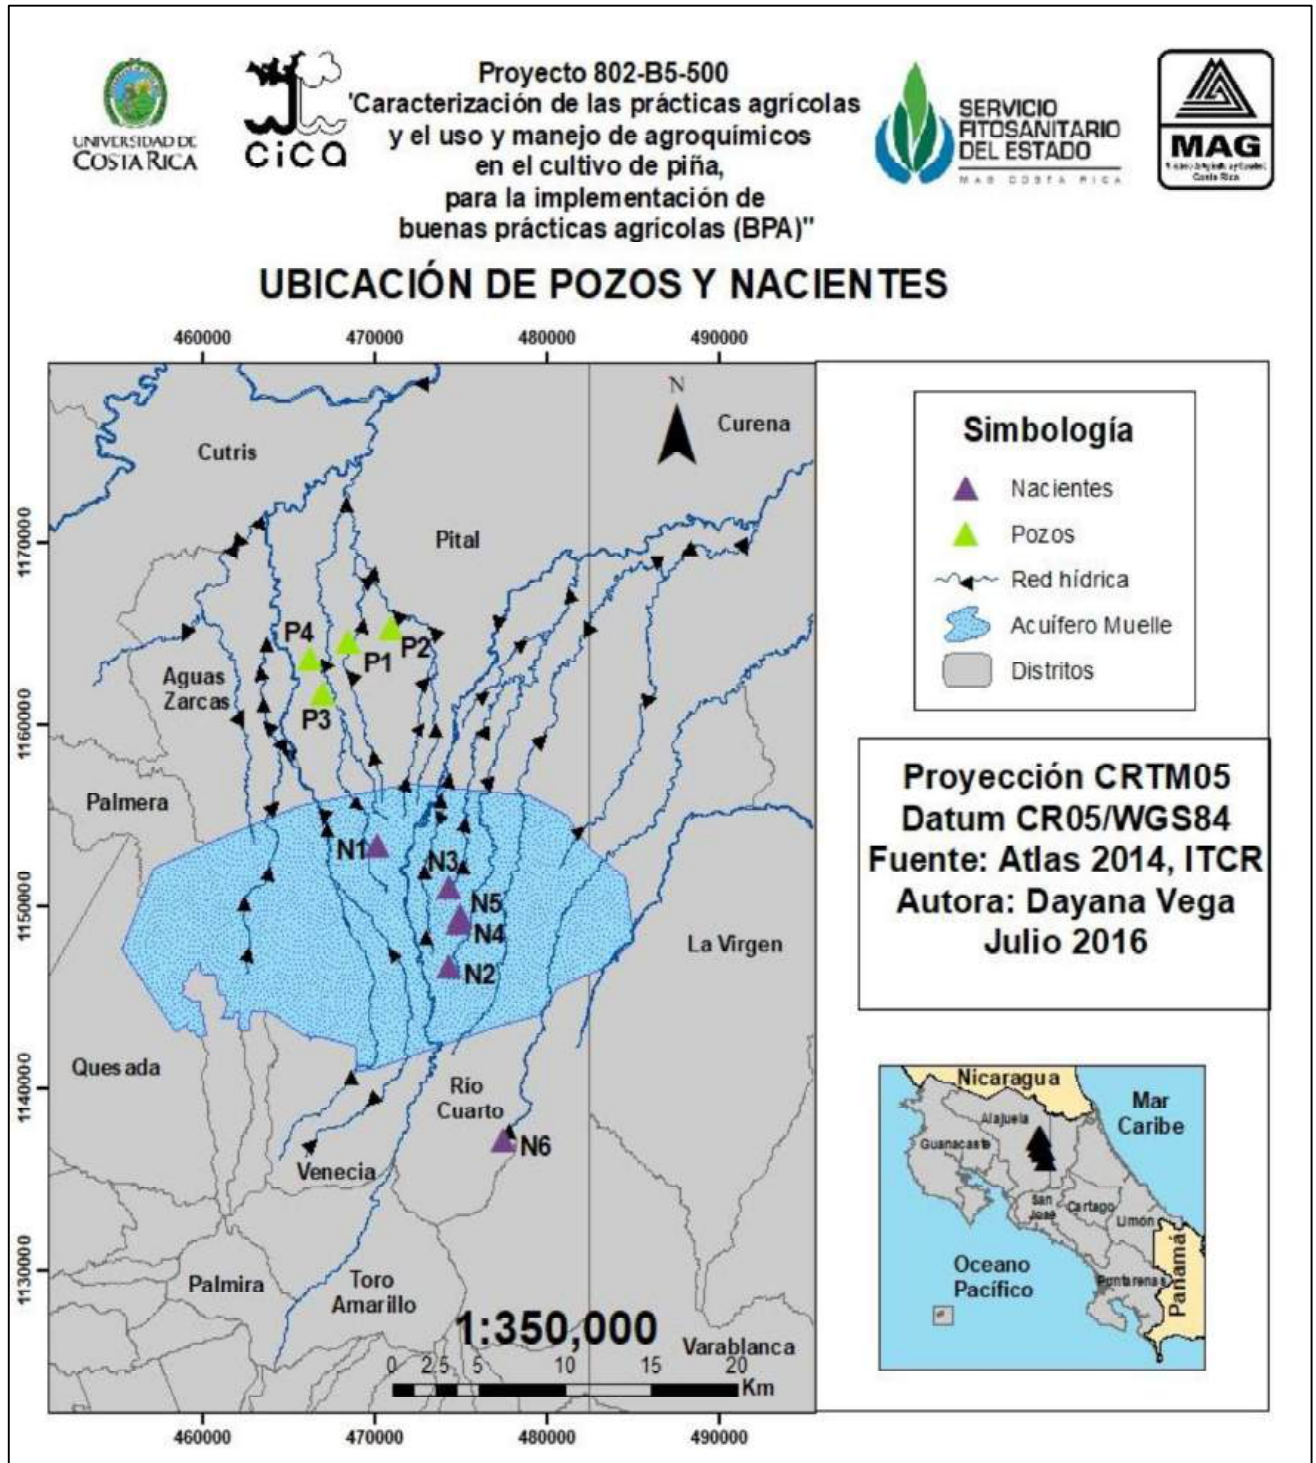 UNIVERSIDAD DE
COSTA RICA
cica
Proyecto 802-B5-500
"Caracterización de las prácticas agrícolas
y el uso y manejo de agroquímicos
en el cultivo de piña,
para la implementación de
buenas prácticas agrícolas (BPA)"
SERVICIO
FITOSANITARIO
DEL ESTADO
MAG COSTA RICA
MAG
Costa Rica
UBICACIÓN DE POZOS Y NACIENTES
460000 470000 480000 490000
1170000
1160000
1150000
1140000
1130000
N
Cutris
Curena
Pital
P4
P1
P2
P3
Aguas
Zarcas
Palmera
N1
N3
N5
N4
N2
La Virgen
Quesada
Río
Cuarto
N6
Venecia
Palmira
Toro
Amarillo
1:350,000
Varablanca
0 2.5 5 10 15 20
Km
460000 470000 480000 490000
Simbología
Nacientes
Pozos
Red hídrica
Acuífero Muelle
Distritos
Proyección CRTM05
Datum CR05/WGS84
Fuente: Atlas 2014, ITCR
Autora: Dayana Vega
Julio 2016
Nicaragua
Mar
Caribe
Alajuela
Guanacaste
San
José
Cartago
Limón
Oceano
Pacífico
Puntarenas
Panamá